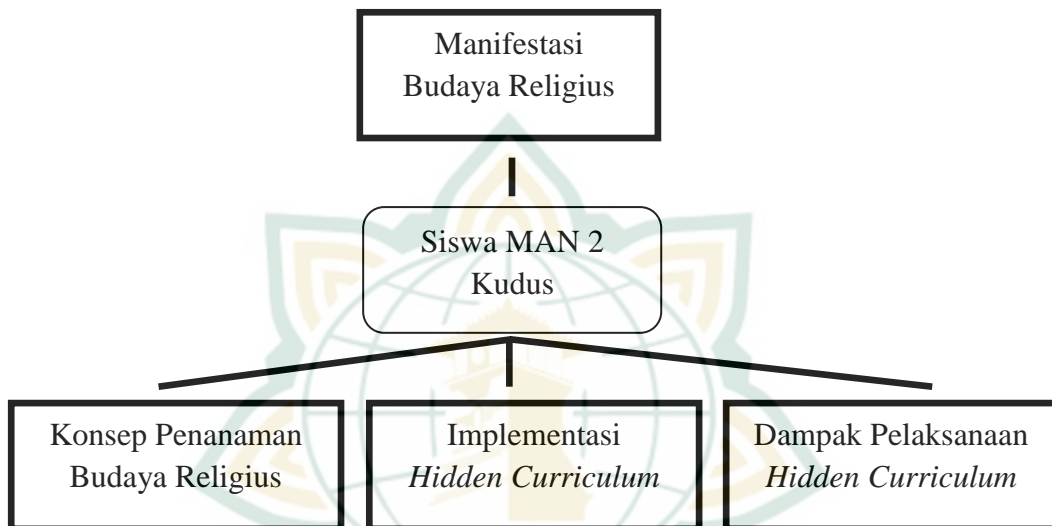 Manifestasi
Budaya Religius
Siswa MAN 2
Kudus
Konsep Penanaman
Budaya Religius
Implementasi
Hidden Curriculum
Dampak Pelaksanaan
Hidden Curriculum